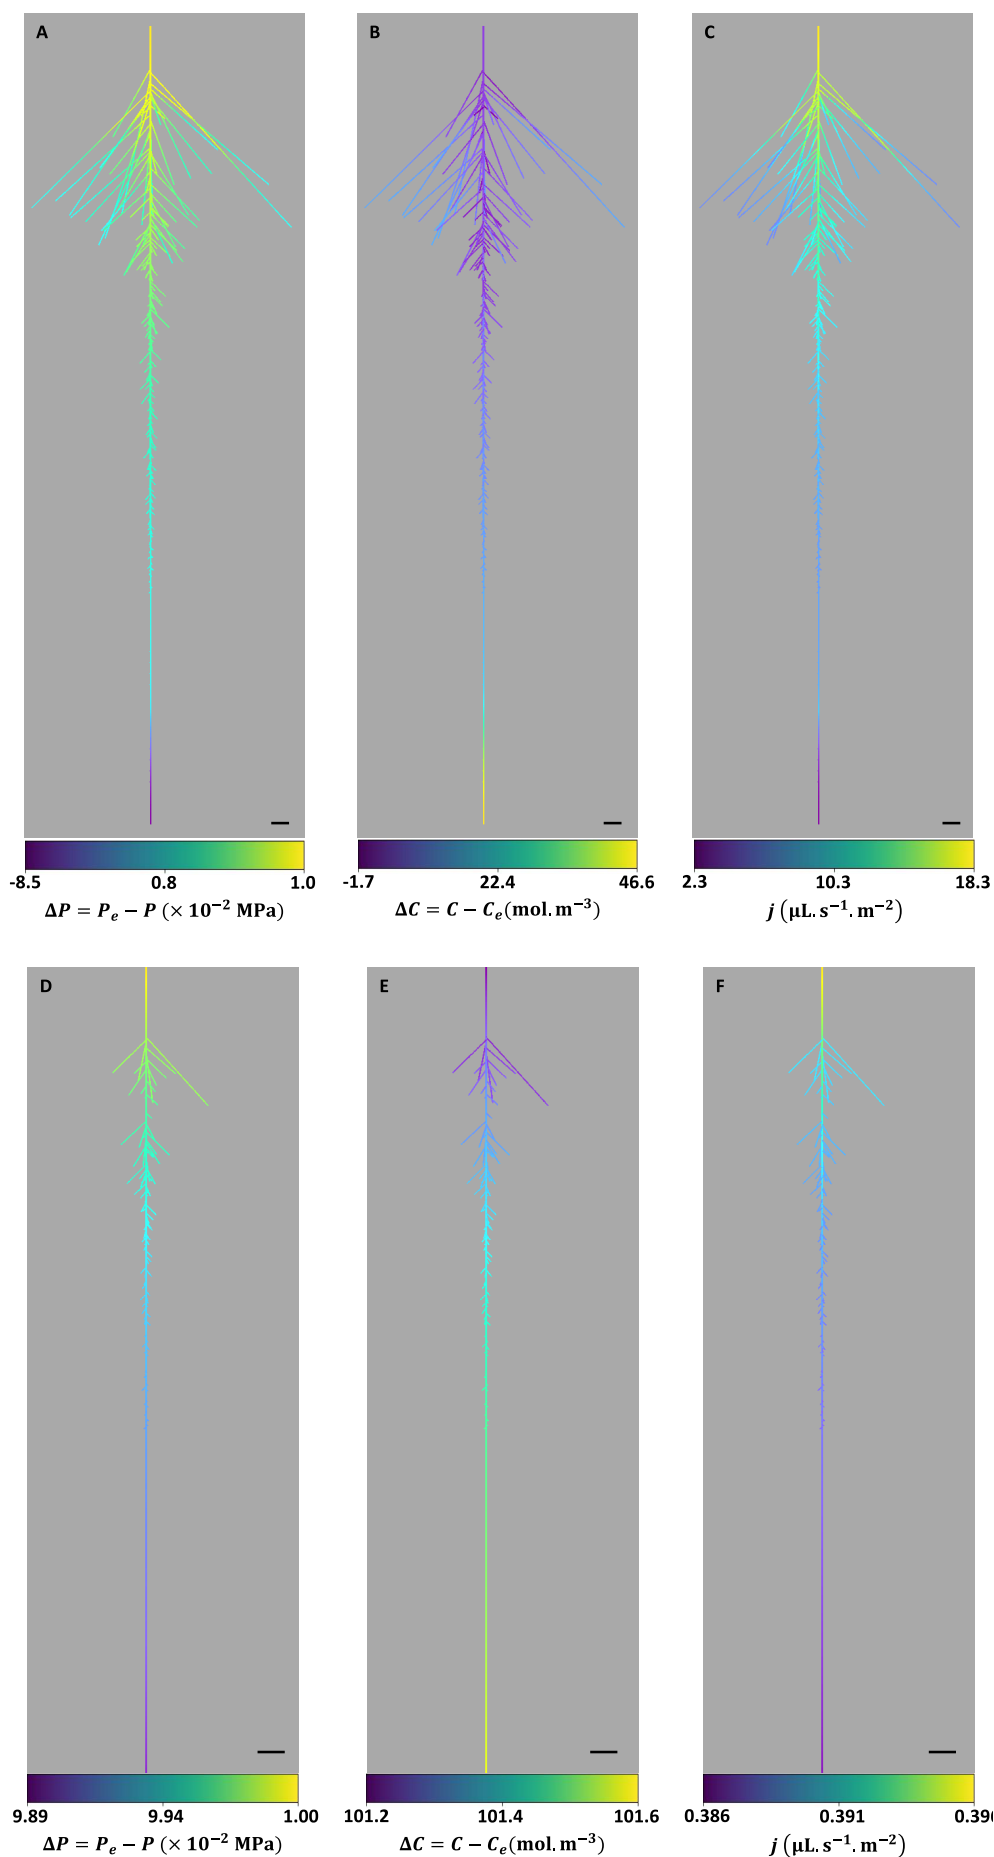 A B C
-8.5 0.8 1.0 -1.7 22.4 46.6 2.3 10.3 18.3
ΔP = Pₑ − P (× 10⁻² MPa) ΔC = C − Cₑ(mol. m⁻³) j (μL. s⁻¹. m⁻²)
D E F
9.89 9.94 1.00 101.2 101.4 101.6 0.386 0.391
ΔP = Pₑ − P (× 10⁻² MPa) ΔC = C − Cₑ(mol. m⁻³) j (μL. s⁻¹. m⁻²)